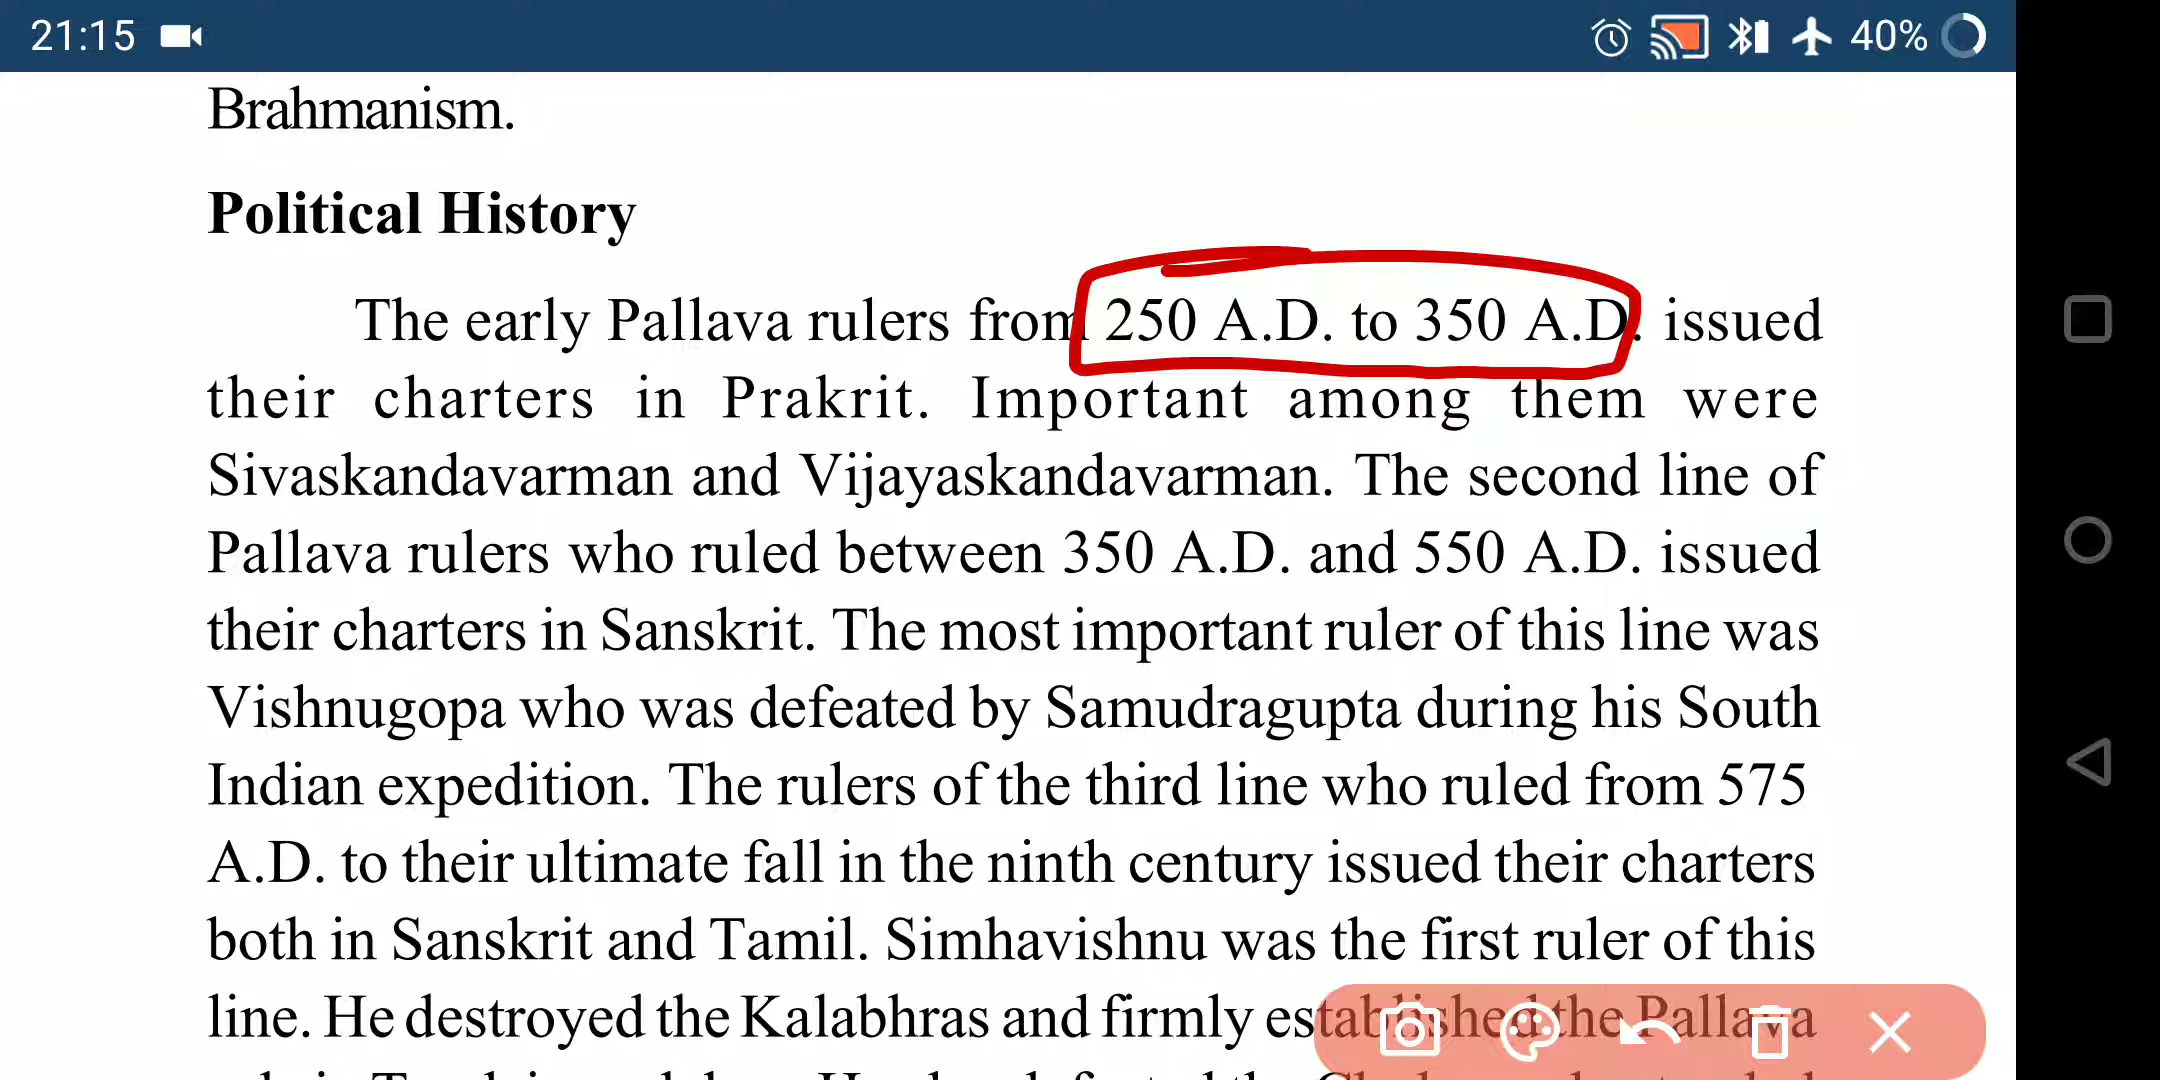 21:15
40%
Brahmanism.
Political History
The early Pallava rulers from 250 A.D. to 350 A.D. issued
their charters in Prakrit. Important among them were
Sivaskandavarman and Vijayaskandavarman. The second line of
Pallava rulers who ruled between 350 A.D. and 550 A.D. issued
their charters in Sanskrit. The most important ruler of this line was
Vishnugopa who was defeated by Samudragupta during his South
Indian expedition. The rulers of the third line who ruled from 575
A.D. to their ultimate fall in the ninth century issued their charters
both in Sanskrit and Tamil. Simhavishnu was the first ruler of this
line. He destroyed the Kalabhras and firmly established the Pallava